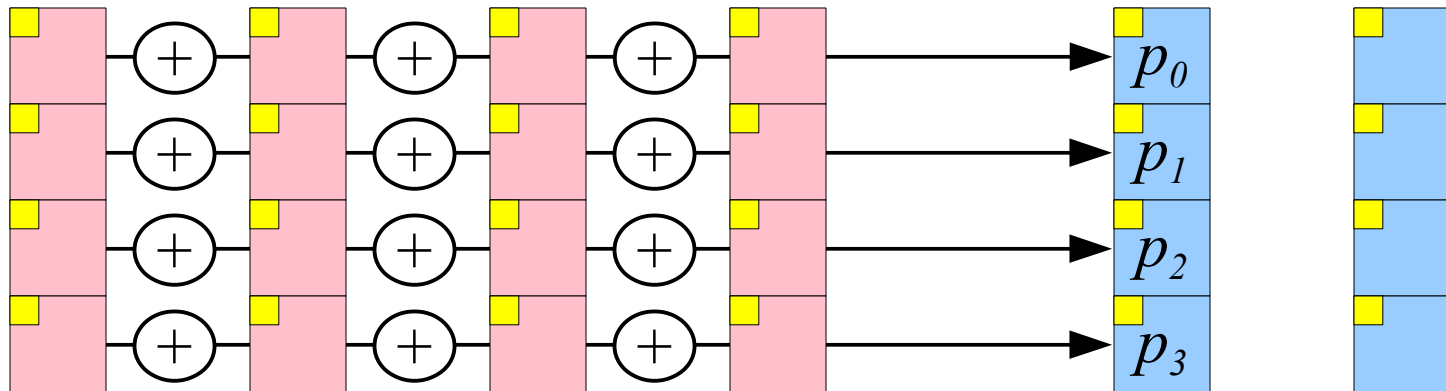 + + + p₀
+ + + p₁
+ + + p₂
+ + + p₃